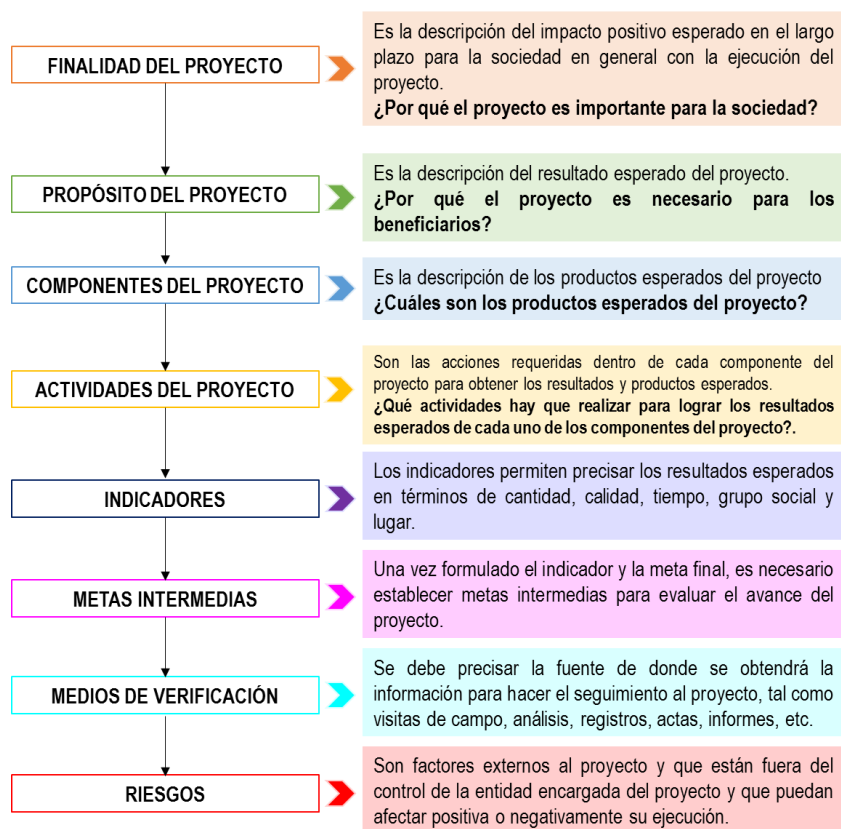 FINALIDAD DEL PROYECTO
Es la descripción del impacto positivo esperado en el largo
plazo para la sociedad en general con la ejecución del
proyecto.
¿Por qué el proyecto es importante para la sociedad?
PROPÓSITO DEL PROYECTO
Es la descripción del resultado esperado del proyecto.
¿Por qué el proyecto es necesario para los
beneficiarios?
COMPONENTES DEL PROYECTO
Es la descripción de los productos esperados del proyecto
¿Cuáles son los productos esperados del proyecto?
ACTIVIDADES DEL PROYECTO
Son las acciones requeridas dentro de cada componente del
proyecto para obtener los resultados y productos esperados.
¿Qué actividades hay que realizar para lograr los resultados
esperados de cada uno de los componentes del proyecto?.
INDICADORES
Los indicadores permiten precisar los resultados esperados
en términos de cantidad, calidad, tiempo, grupo social y
lugar.
METAS INTERMEDIAS
Una vez formulado el indicador y la meta final, es necesario
establecer metas intermedias para evaluar el avance del
proyecto.
MEDIOS DE VERIFICACIÓN
Se debe precisar la fuente de donde se obtendrá la
información para hacer el seguimiento al proyecto, tal como
visitas de campo, análisis, registros, actas, informes, etc.
RIESGOS
Son factores externos al proyecto y que están fuera del
control de la entidad encargada del proyecto y que puedan
afectar positiva o negativamente su ejecución.